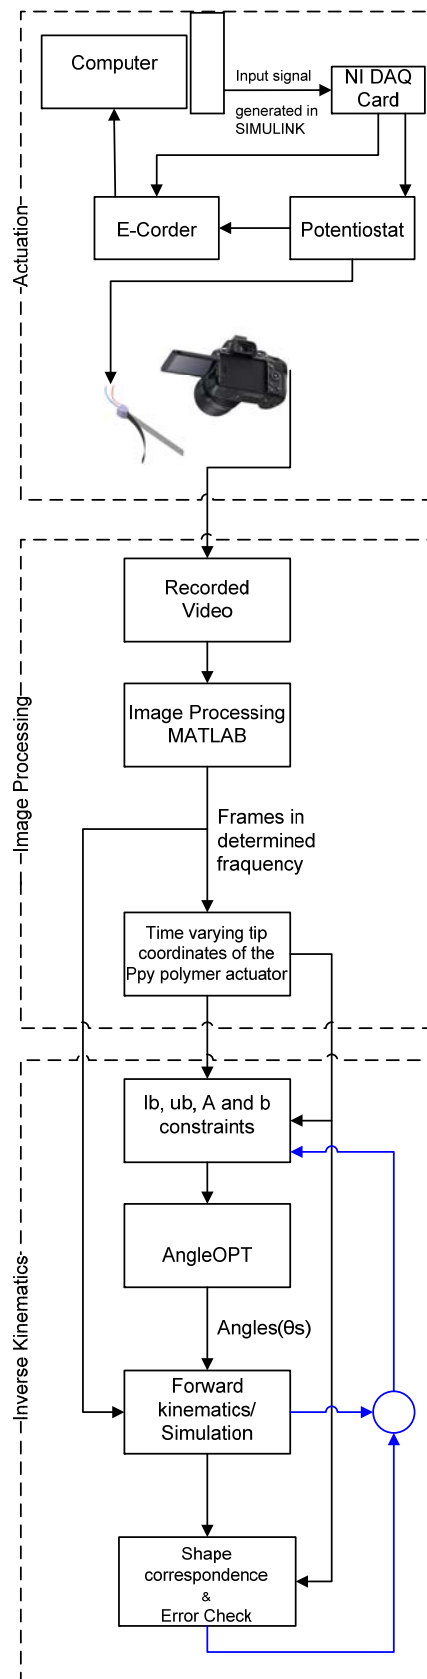 Computer
Input signal
generated in
SIMULINK
NI DAQ
Card
E-Corder
Potentiostat
Actuation
Recorded
Video
Image Processing
MATLAB
Frames in
determined
fraquency
Image Processing
Time varying tip
coordinates of the
Ppy polymer actuator
lb, ub, A and b
constraints
AngleOPT
Angles(θs)
Inverse Kinematics
Forward
kinematics/
Simulation
Shape
correspondence
&
Error Check